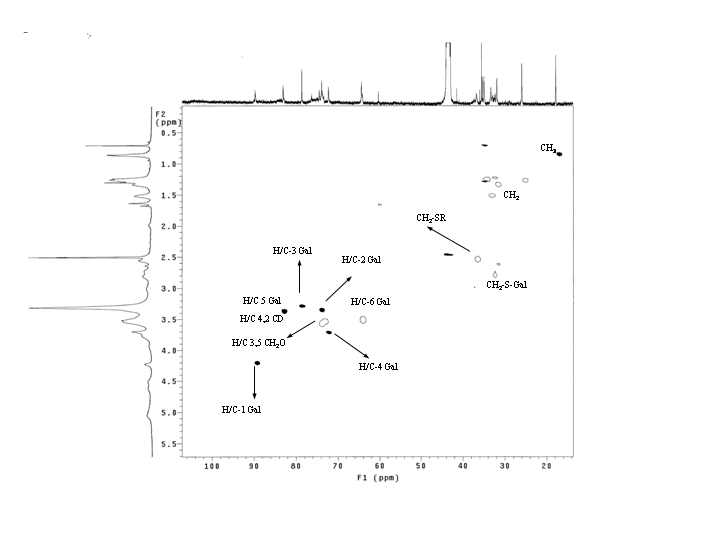 F2
(ppm)
0.5
CH3
1.0
1.5
CH2
2.0
CH2-SR
2.5
H/C-3 Gal
H/C-2 Gal
CH2-S-Gal
3.0
H/C 5 Gal
H/C-6 Gal
H/C 4,2 CD
3.5
H/C 3,5 CH2O
4.0
H/C-4 Gal
4.5
H/C-1 Gal
5.0
5.5
100 90 80 70 60 50 40 30 20
F1 (ppm)